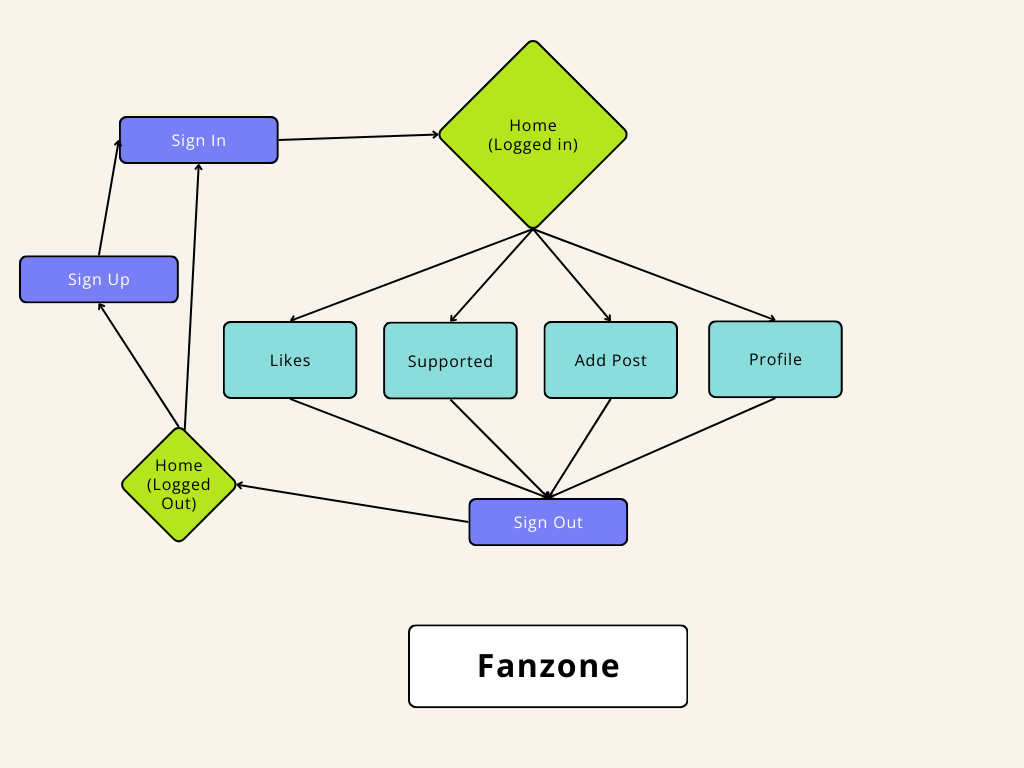 Home
(Logged in)
Sign In
Sign Up
Likes
Supported
Add Post
Profile
Home
(Logged
Out)
Sign Out
Fanzone